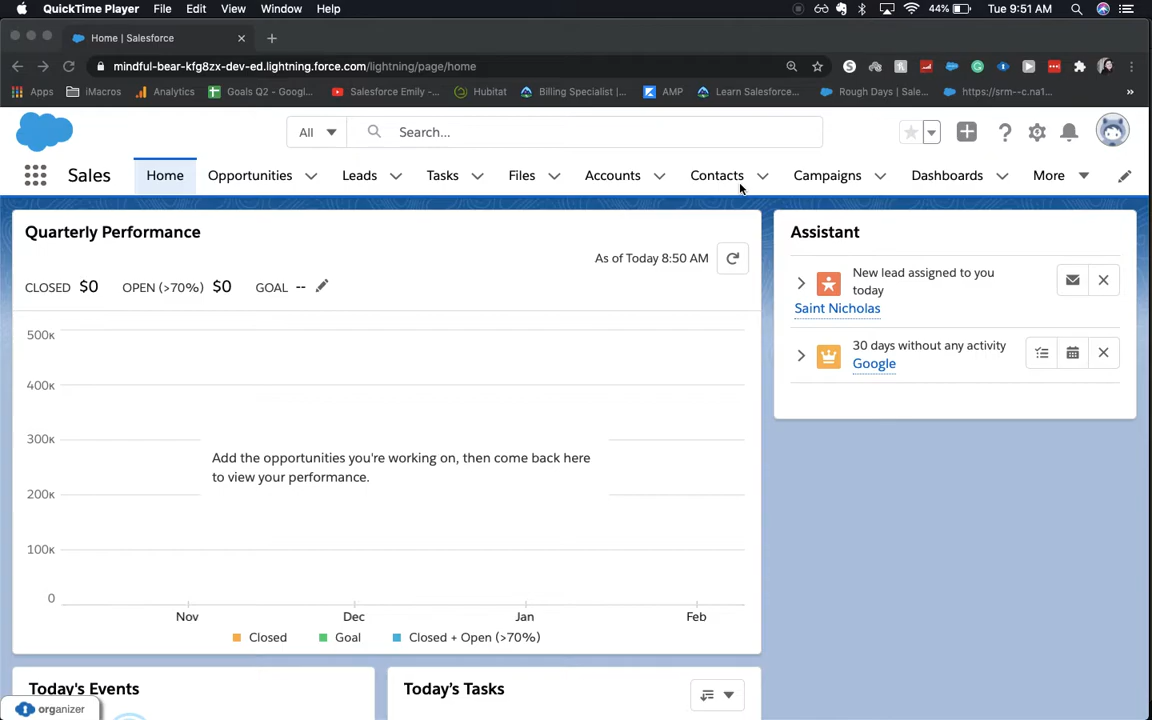 QuickTime Player File Edit View Window Help 44% Tue 9:51 AM
Home | Salesforce
mindful-bear-kfg8zx-dev-ed.lightning.force.com/lightning/page/home
Apps iMacros Analytics Goals Q2 - Googl... Salesforce Emily -... Hubitat Billing Specialist |... AMP Learn Salesforce... Rough Days | Sale... https://srm--c.na1... »
All Search...
Sales Home Opportunities Leads Tasks Files Accounts Contacts Campaigns Dashboards More
Quarterly Performance
As of Today 8:50 AM
CLOSED $0 OPEN (>70%) $0 GOAL --
500K
400K
300K
200K
100K
0
Add the opportunities you're working on, then come back here
to view your performance.
Nov Dec Jan Feb
Closed Goal Closed + Open (>70%)
Assistant
New lead assigned to you
today
Saint Nicholas
30 days without any activity
Google
Today's Events
Today's Tasks
organizer